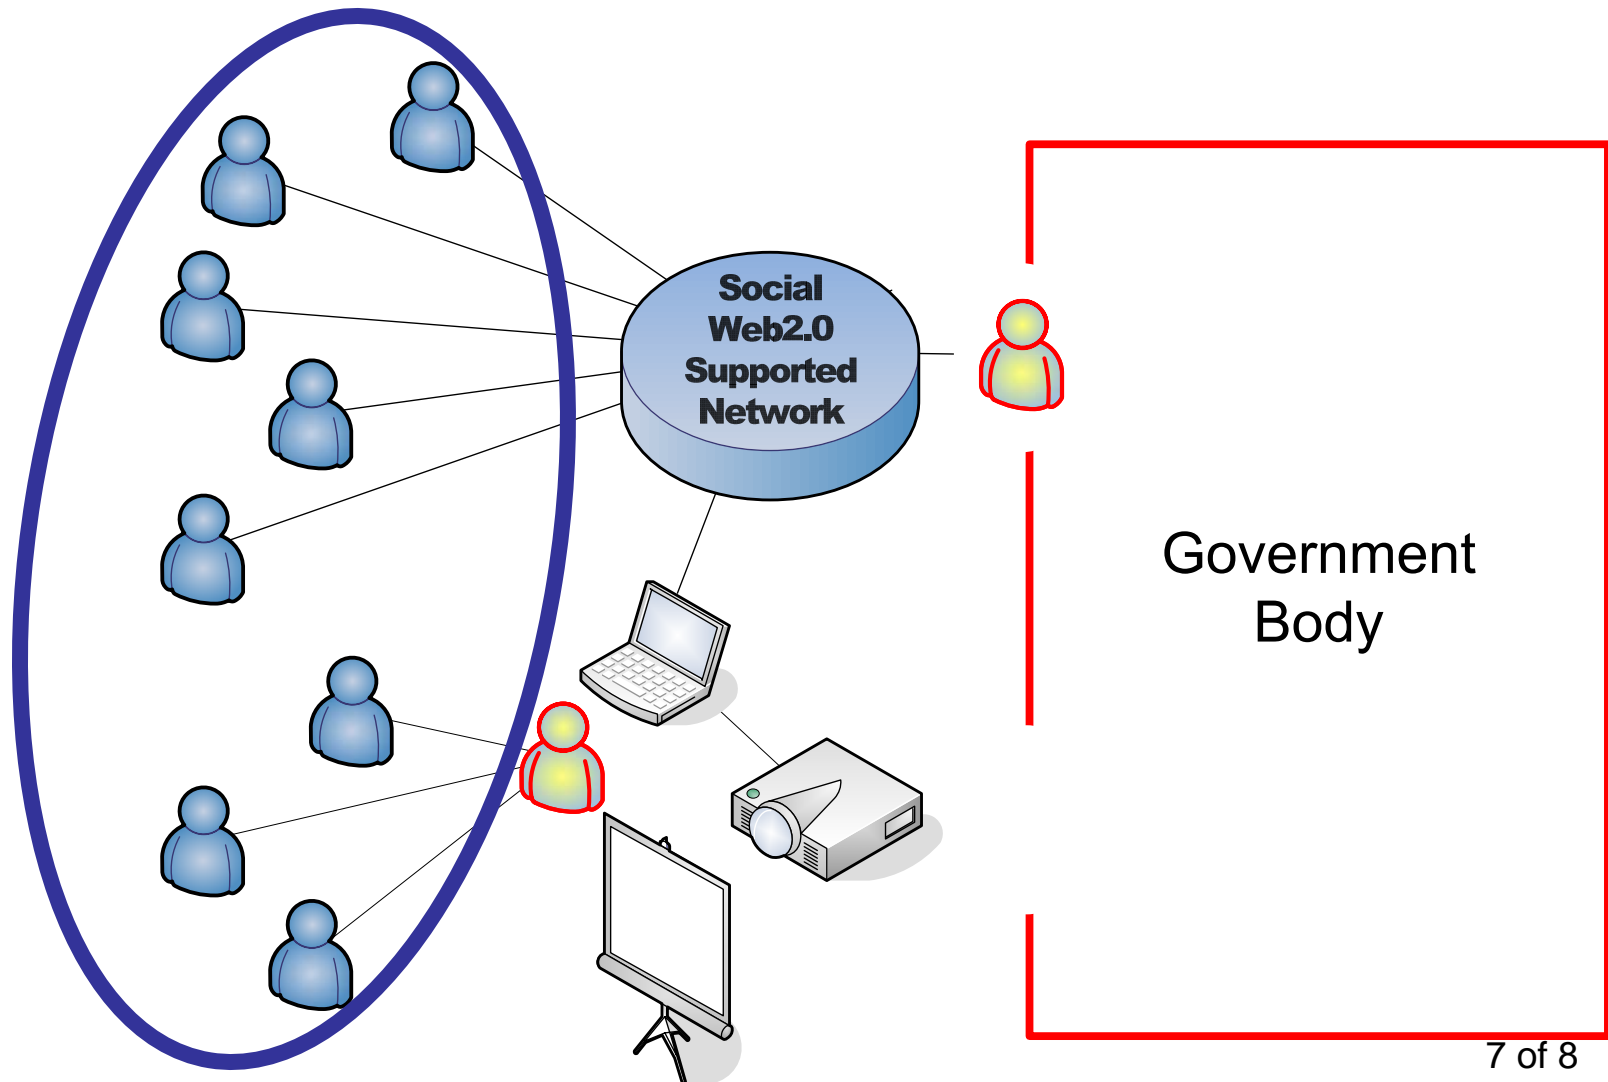 Social
Web2.0
Supported
Network
Government
Body
7 of 8